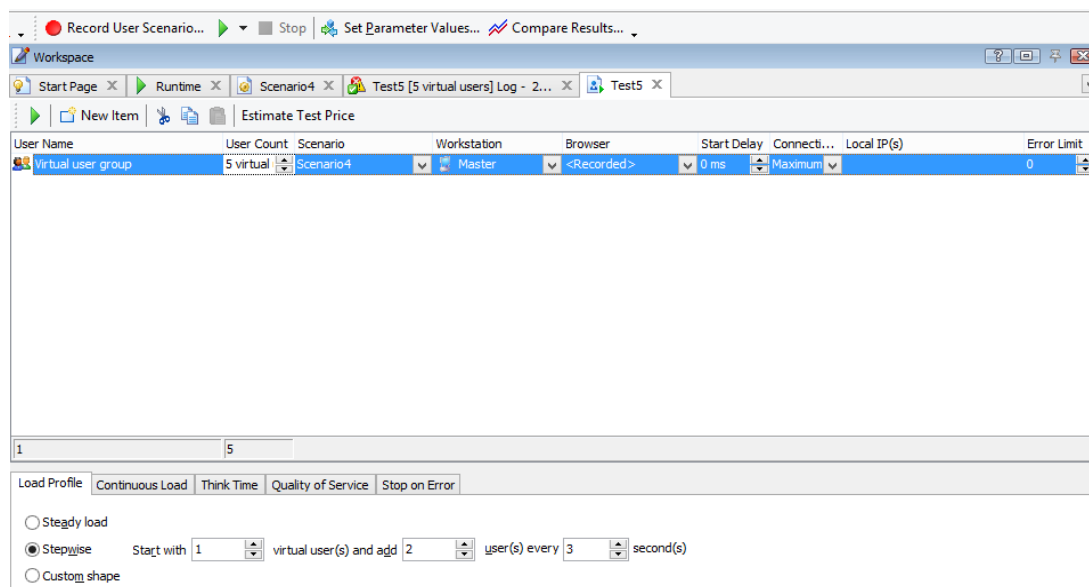 Record User Scenario... Stop Set Parameter Values... Compare Results...
Workspace
Start Page Runtime Scenario4 Test5 [5 virtual users] Log - 2... Test5
New Item Estimate Test Price
User Name User Count Scenario Workstation Browser Start Delay Connecti... Local IP(s) Error Limit
Virtual user group 5 virtual Scenario4 Master <Recorded> 0 ms Maximum 0
1 5
Load Profile Continuous Load Think Time Quality of Service Stop on Error
Steady load
Stepwise Start with 1 virtual user(s) and add 2 user(s) every 3 second(s)
Custom shape